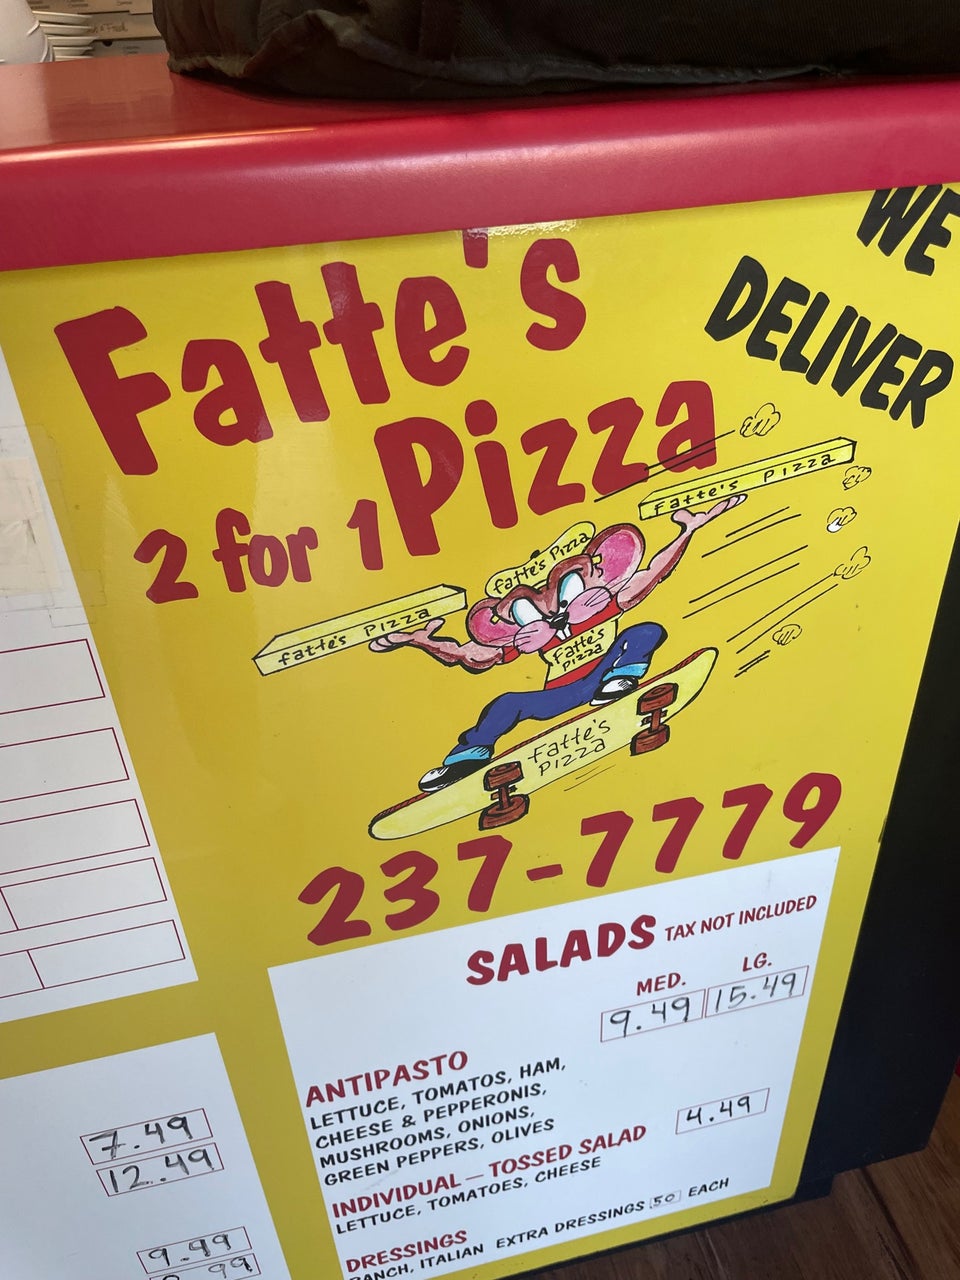 WE
DELIVER
Fatte's
2 for 1 Pizza
Fatte's Pizza
Fatte's Pizza
fatte's Pizza
Fatte's
Pizza
Fatte's
Pizza
237-7779
SALADS TAX NOT INCLUDED
MED. LG.
9.49 15.49
ANTIPASTO
LETTUCE, TOMATOS, HAM,
CHEESE & PEPPERONIS,
MUSHROOMS, ONIONS,
GREEN PEPPERS, OLIVES
INDIVIDUAL — TOSSED SALAD 4.49
LETTUCE, TOMATOES, CHEESE
DRESSINGS
RANCH, ITALIAN EXTRA DRESSINGS 50 EACH
7.49
12.49
9.99